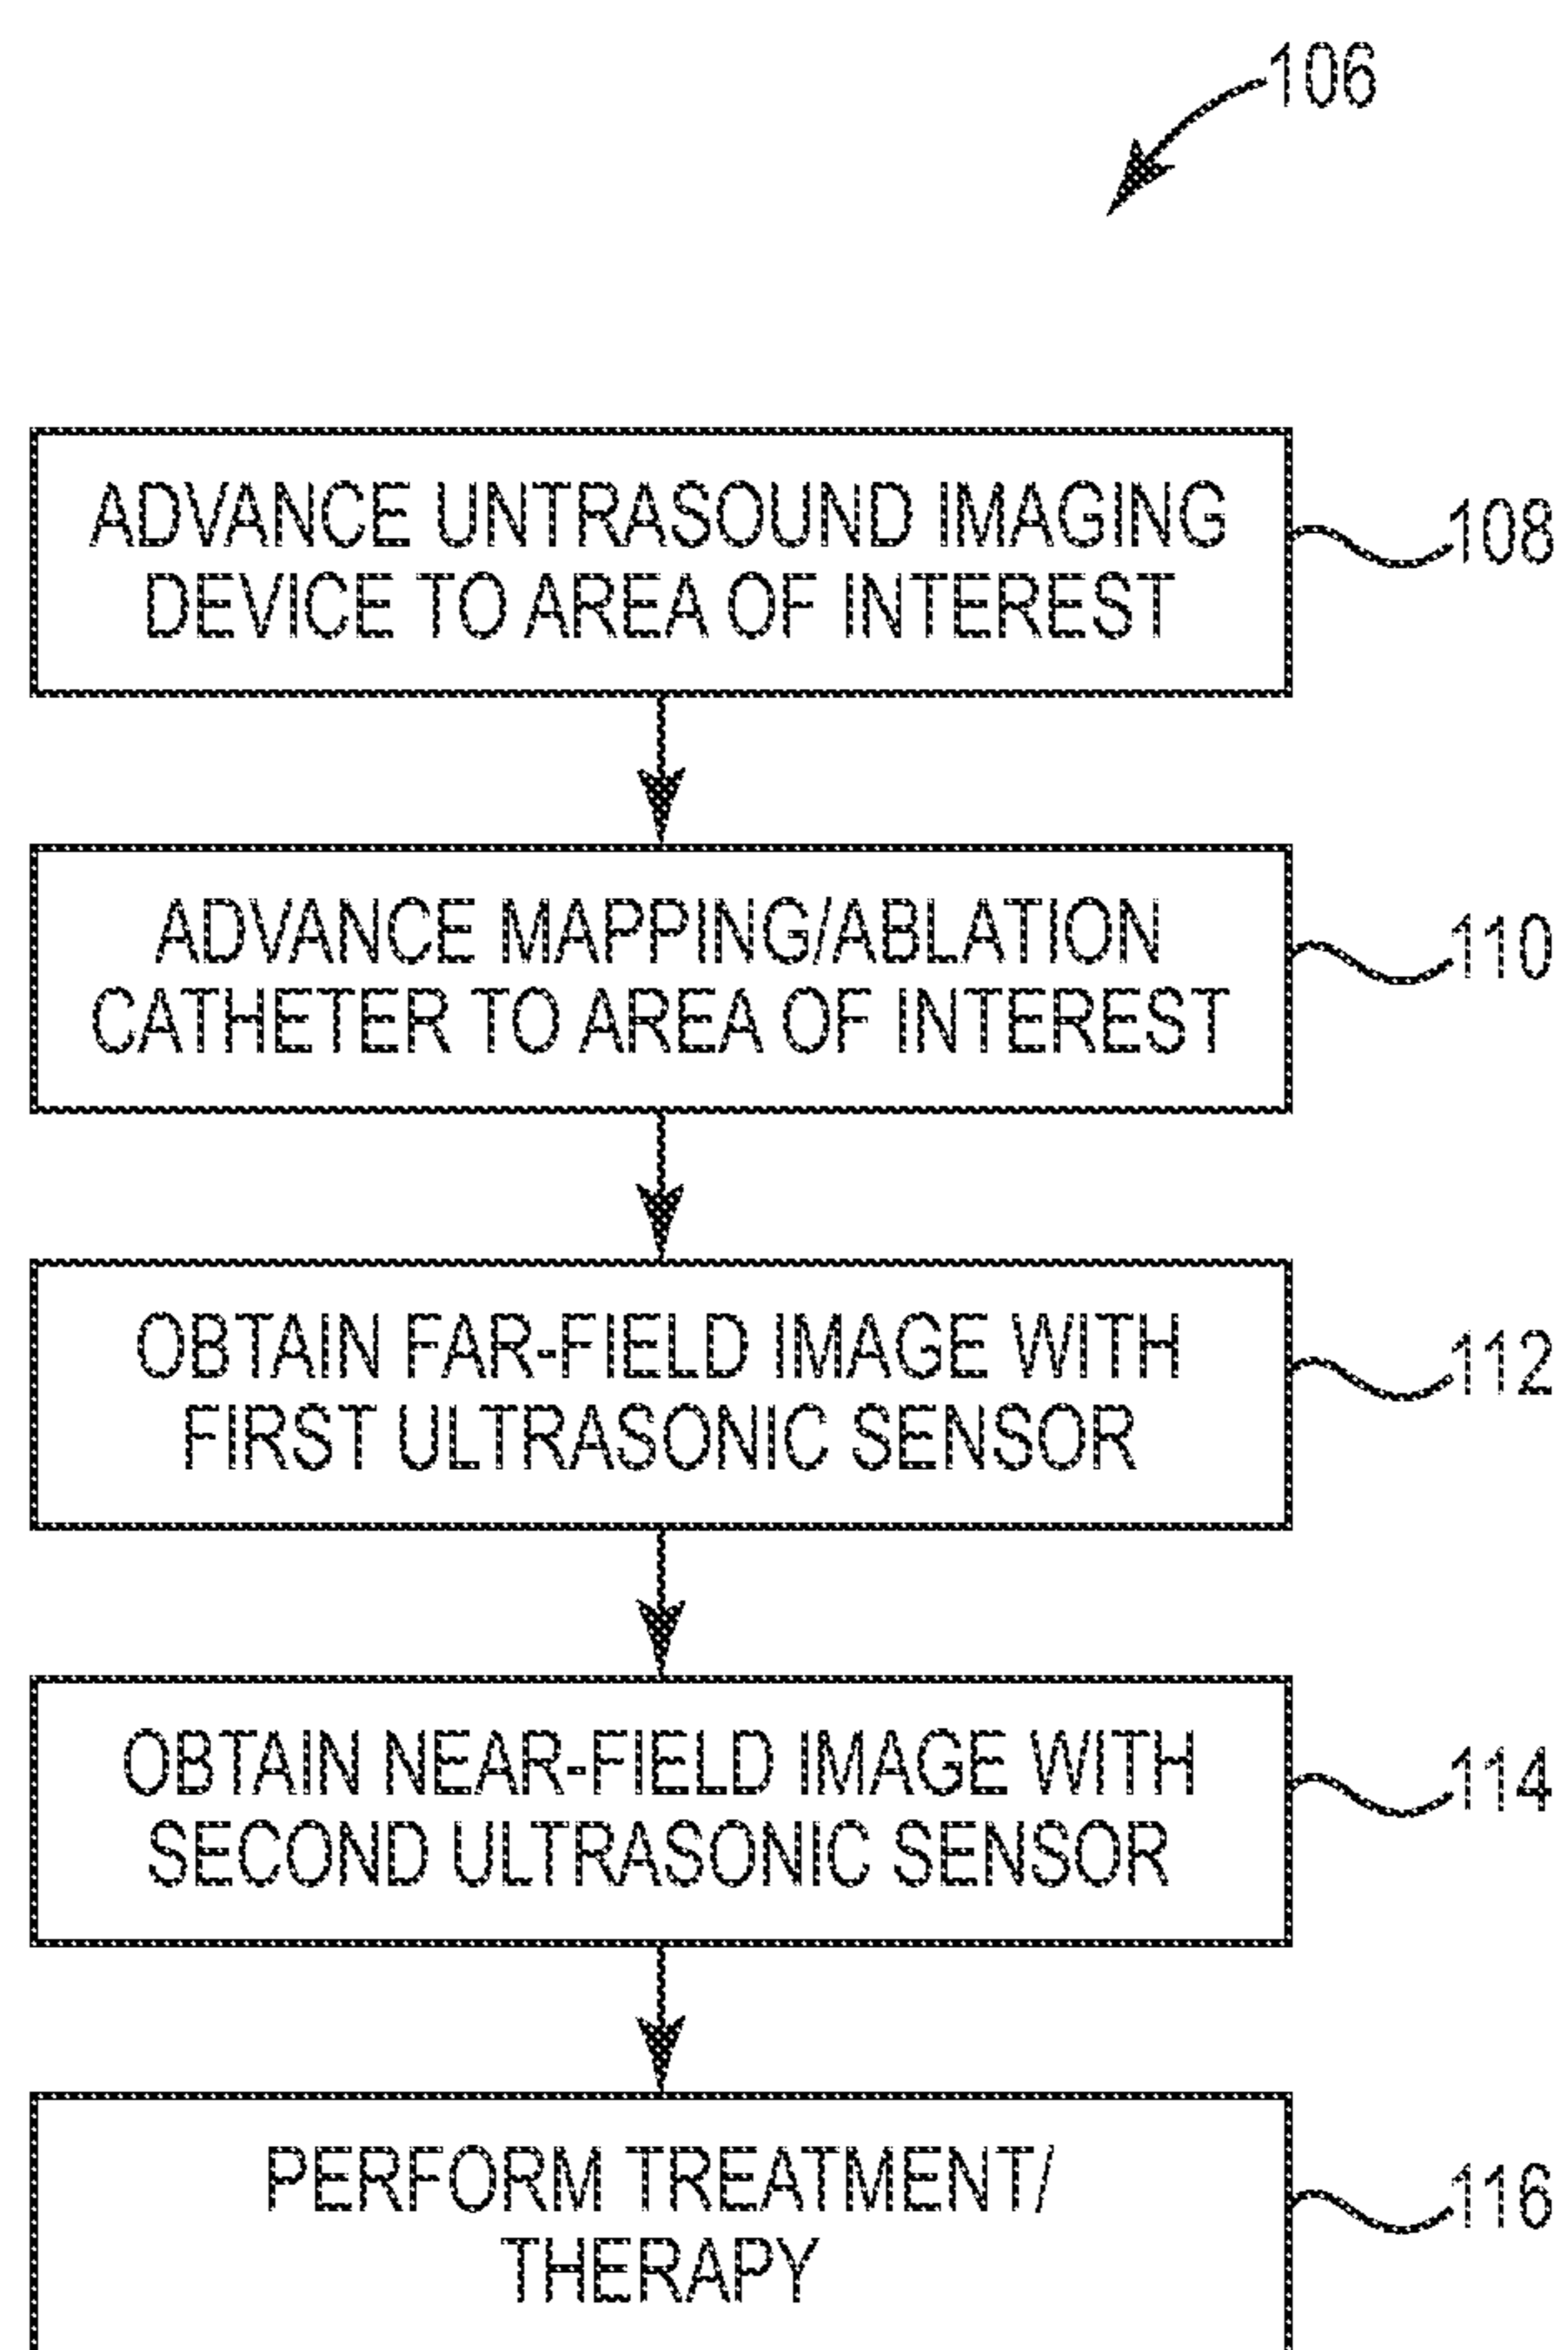 106
ADVANCE UNTRASOUND IMAGING
DEVICE TO AREA OF INTEREST
108
ADVANCE MAPPING/ABLATION
CATHETER TO AREA OF INTEREST
110
OBTAIN FAR-FIELD IMAGE WITH
FIRST ULTRASONIC SENSOR
112
OBTAIN NEAR-FIELD IMAGE WITH
SECOND ULTRASONIC SENSOR
114
PERFORM TREATMENT/
THERAPY
116